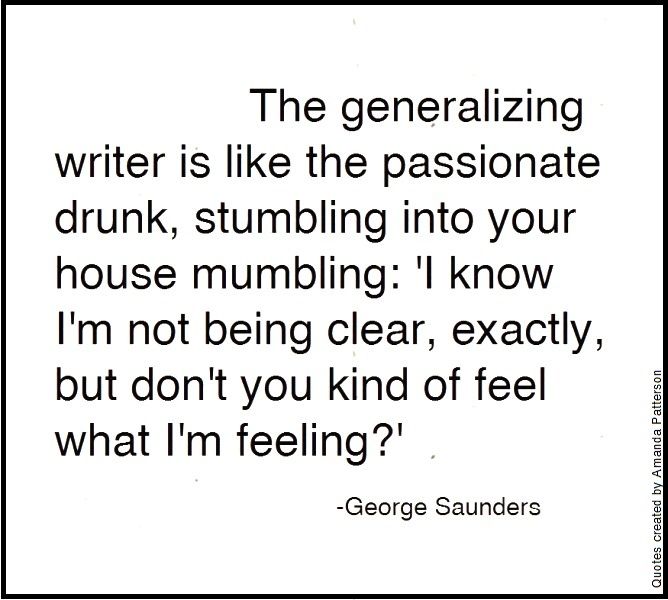 The generalizing
writer is like the passionate
drunk, stumbling into your
house mumbling: 'I know
I'm not being clear, exactly,
but don't you kind of feel
what I'm feeling?'
-George Saunders
Quotes created by Amanda Patterson